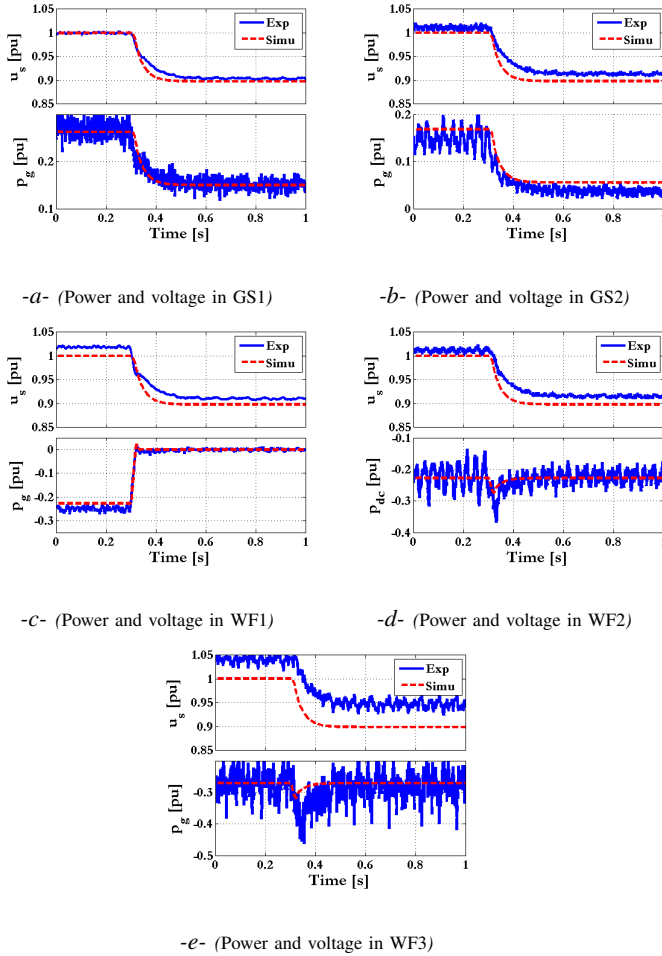 1.05
1
0.95
0.9
0.85
u_s [pu]
Exp
Simu
0.2
0.1
p_g [pu]
0 0.2 0.4 0.6 0.8 1
Time [s]
-a- (Power and voltage in GS1)
1.05
1
0.95
0.9
0.85
u_s [pu]
Exp
Simu
0.2
0.1
0
p_g [pu]
0 0.2 0.4 0.6 0.8 1
Time [s]
-b- (Power and voltage in GS2)
1.05
1
0.95
0.9
0.85
u_s [pu]
Exp
Simu
0
-0.1
-0.2
-0.3
p_g [pu]
0 0.2 0.4 0.6 0.8 1
Time [s]
-c- (Power and voltage in WF1)
1.05
1
0.95
0.9
0.85
u_s [pu]
Exp
Simu
-0.1
-0.2
-0.3
-0.4
p_dc [pu]
0 0.2 0.4 0.6 0.8 1
Time [s]
-d- (Power and voltage in WF2)
1.05
1
0.95
0.9
0.85
u_s [pu]
Exp
Simu
-0.3
-0.4
-0.5
p_g [pu]
0 0.2 0.4 0.6 0.8 1
Time [s]
-e- (Power and voltage in WF3)